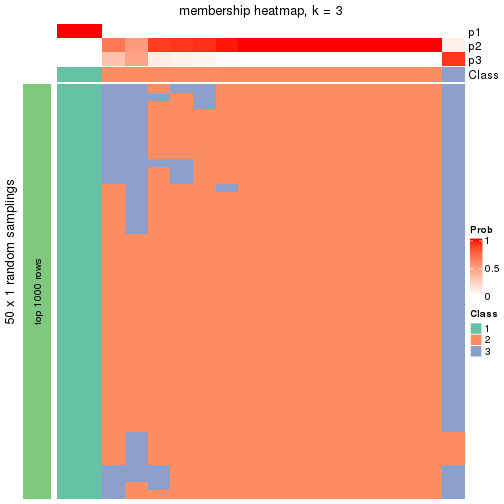 membership heatmap, k = 3
p1
p2
p3
Class
50 x 1 random samplings
top 1000 rows
Prob
1
0.5
0
Class
1
2
3